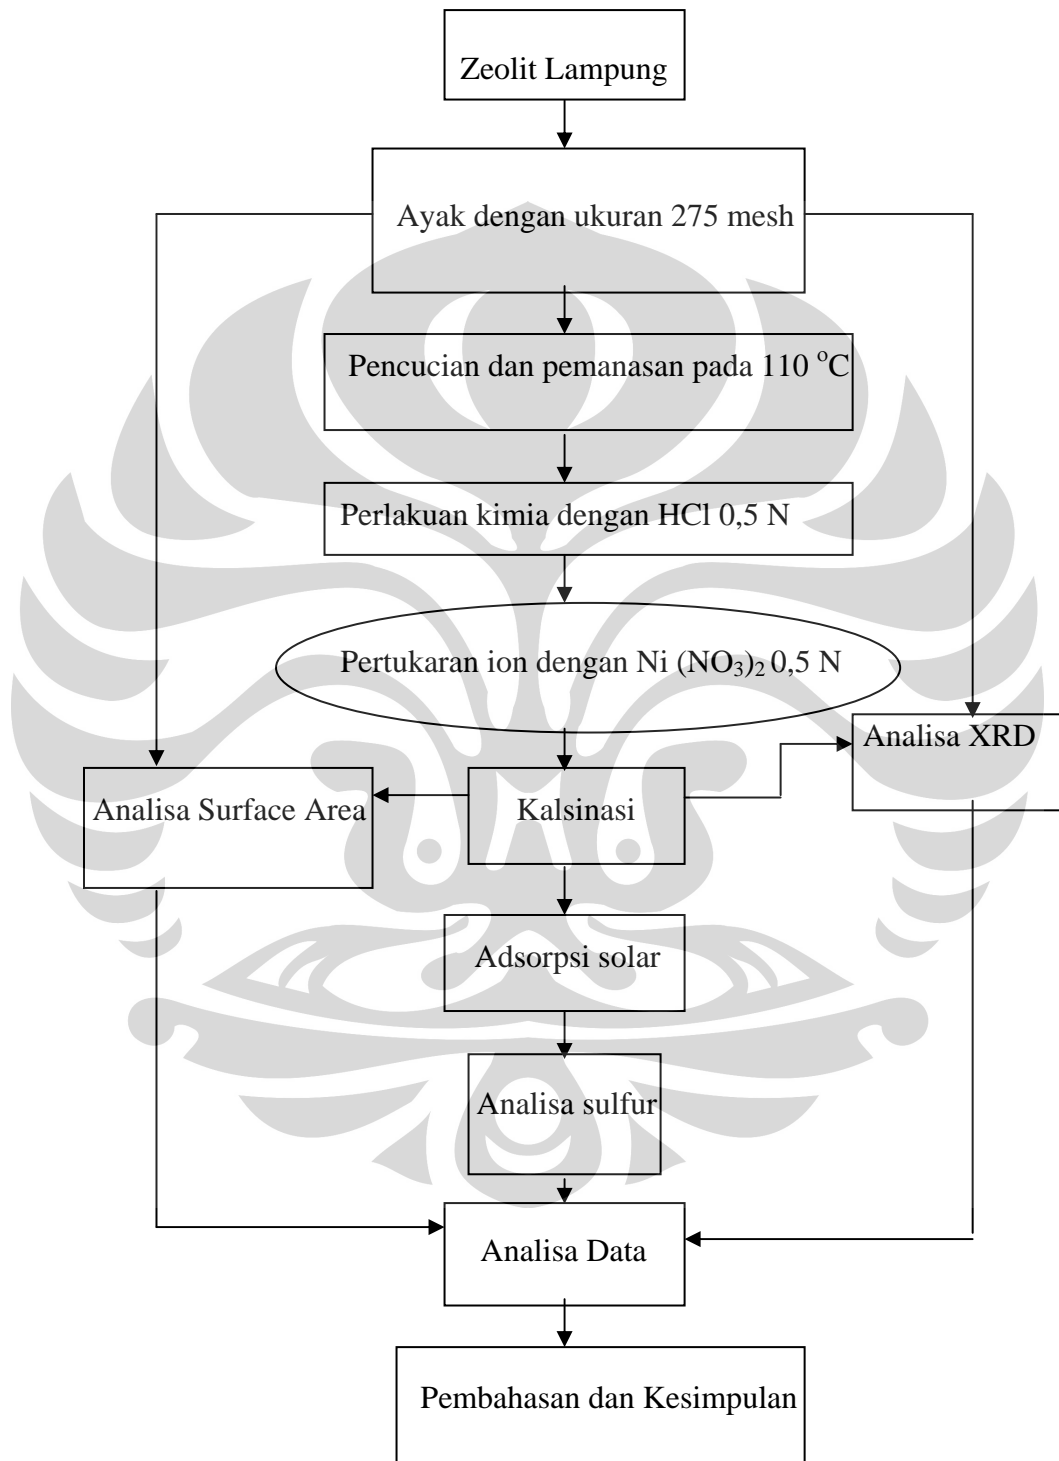 Zeolit Lampung
Ayak dengan ukuran 275 mesh
Pencucian dan pemanasan pada 110 °C
Perlakuan kimia dengan HCl 0,5 N
Pertukaran ion dengan Ni (NO₃)₂ 0,5 N
Analisa XRD
Analisa Surface Area
Kalsinasi
Adsorpsi solar
Analisa sulfur
Analisa Data
Pembahasan dan Kesimpulan